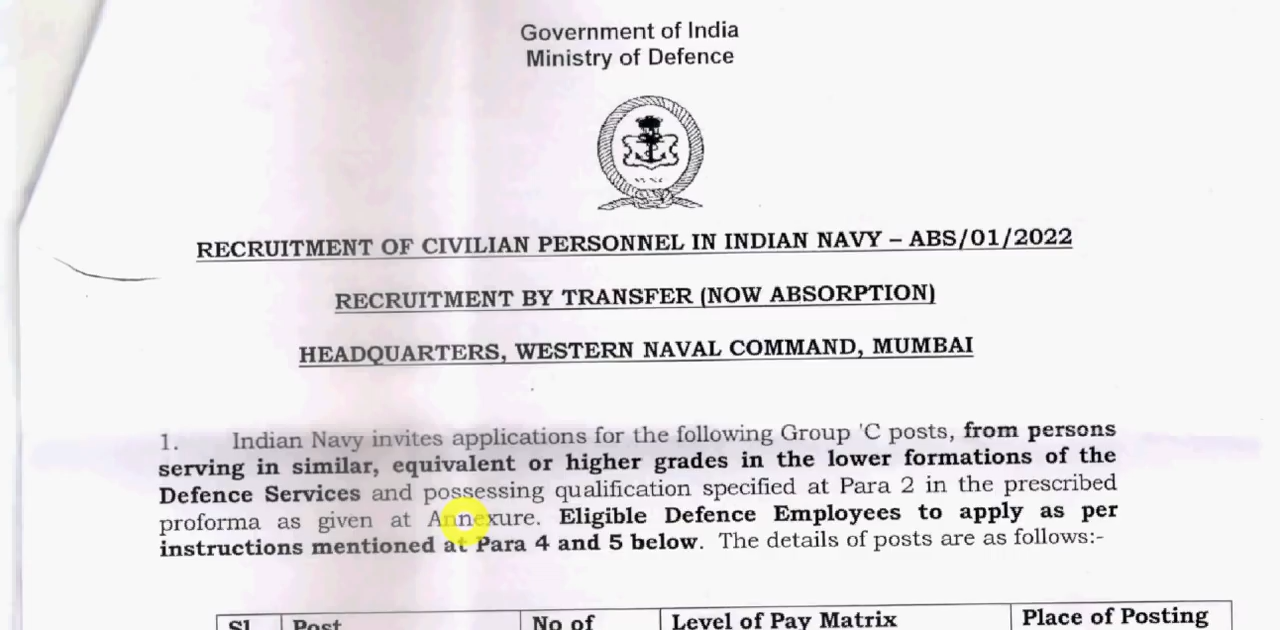 Government of India
Ministry of Defence
RECRUITMENT OF CIVILIAN PERSONNEL IN INDIAN NAVY – ABS/01/2022
RECRUITMENT BY TRANSFER (NOW ABSORPTION)
HEADQUARTERS, WESTERN NAVAL COMMAND, MUMBAI
1. Indian Navy invites applications for the following Group 'C posts, from persons
serving in similar, equivalent or higher grades in the lower formations of the
Defence Services and possessing qualification specified at Para 2 in the prescribed
proforma as given at Annexure. Eligible Defence Employees to apply as per
instructions mentioned at Para 4 and 5 below. The details of posts are as follows:-
Sl Post No of Level of Pay Matrix Place of Posting